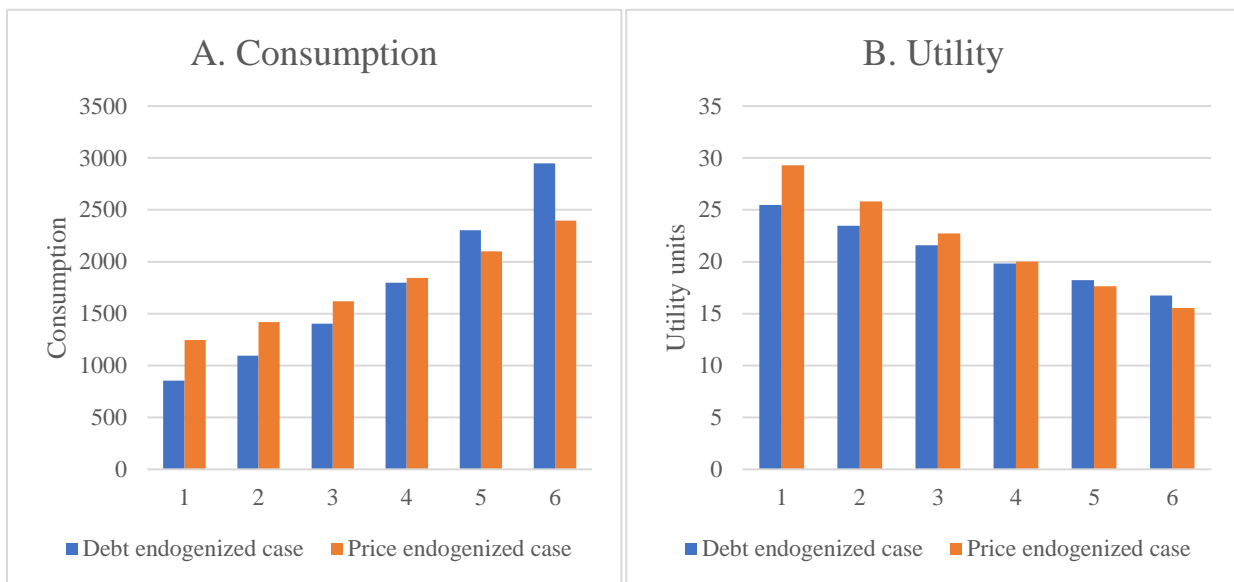 A. Consumption
3500
3000
2500
2000
1500
1000
500
0
Consumption
1 2 3 4 5 6
Debt endogenized case Price endogenized case
B. Utility
35
30
25
20
15
10
5
0
Utility units
1 2 3 4 5 6
Debt endogenized case Price endogenized case